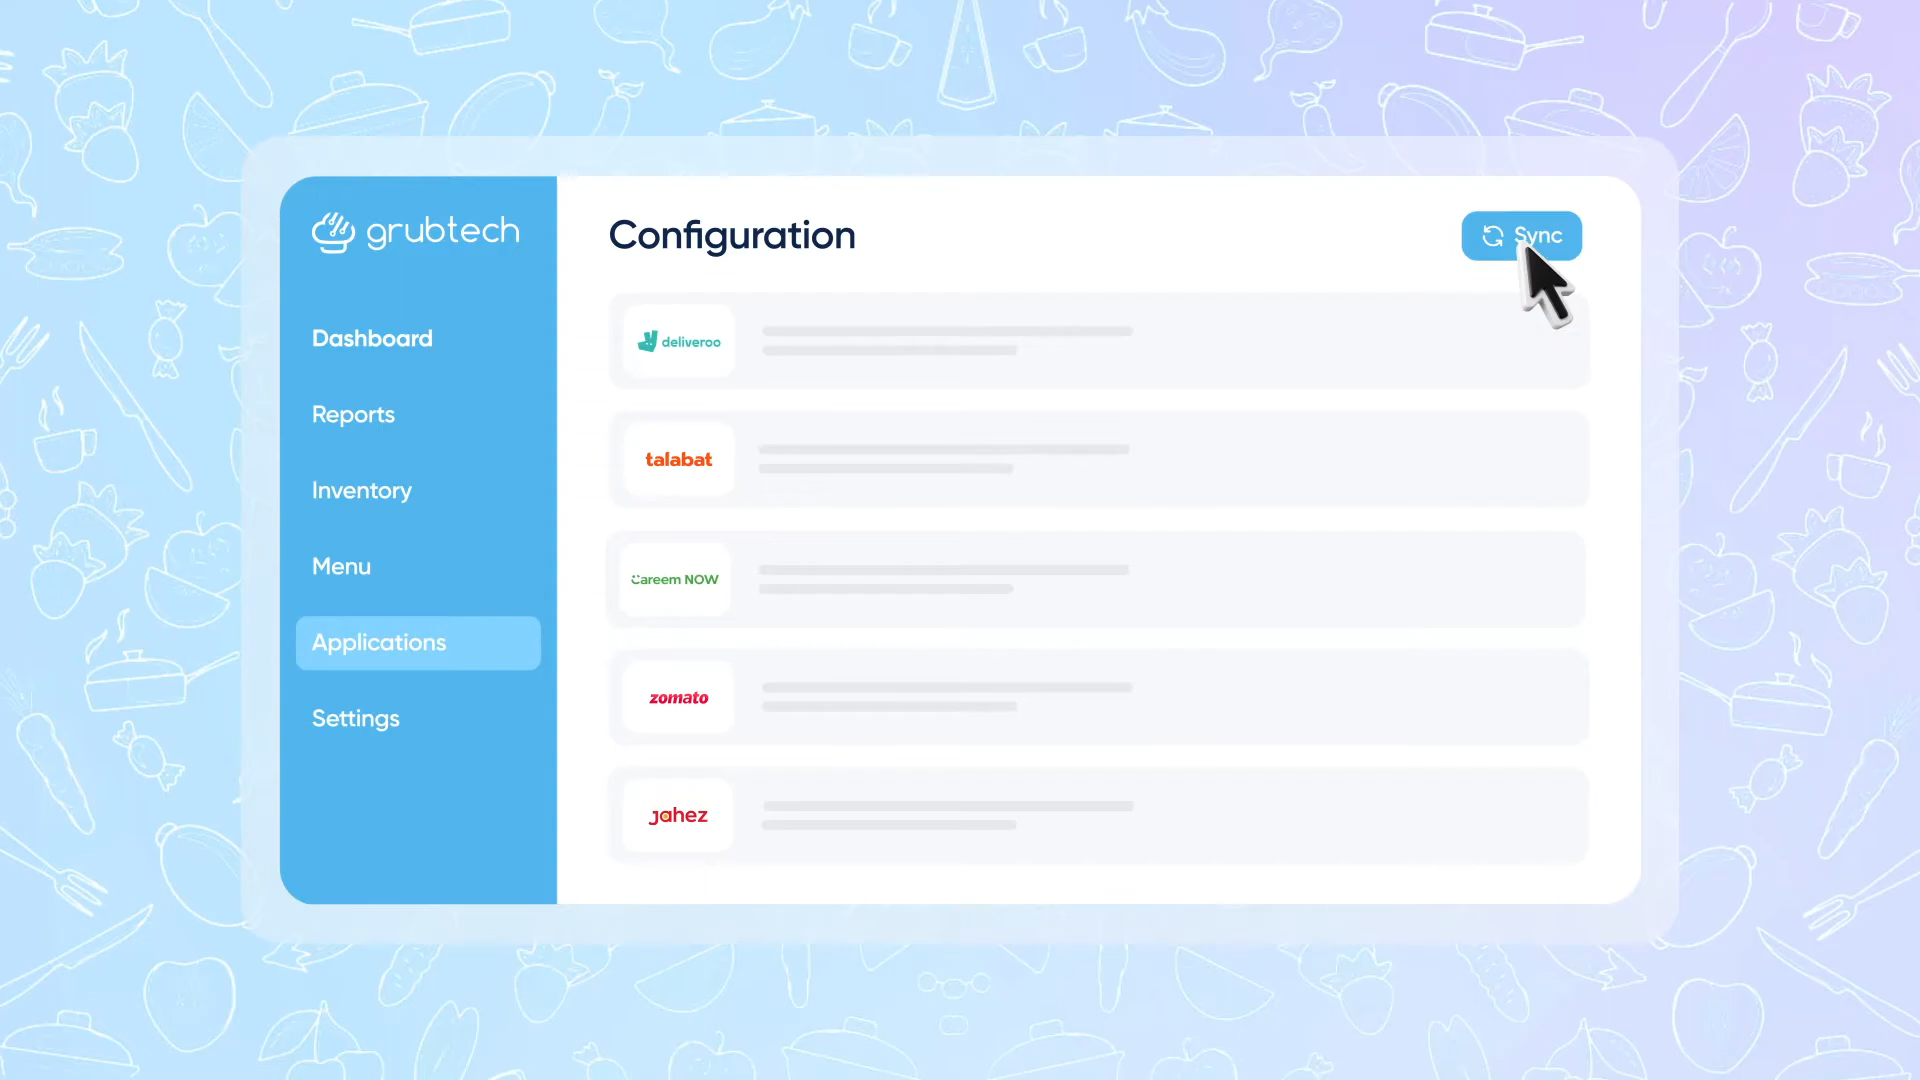 grubtech
Dashboard
Reports
Inventory
Menu
Applications
Settings
Configuration
Sync
deliveroo
talabat
Careem NOW
zomato
jahez